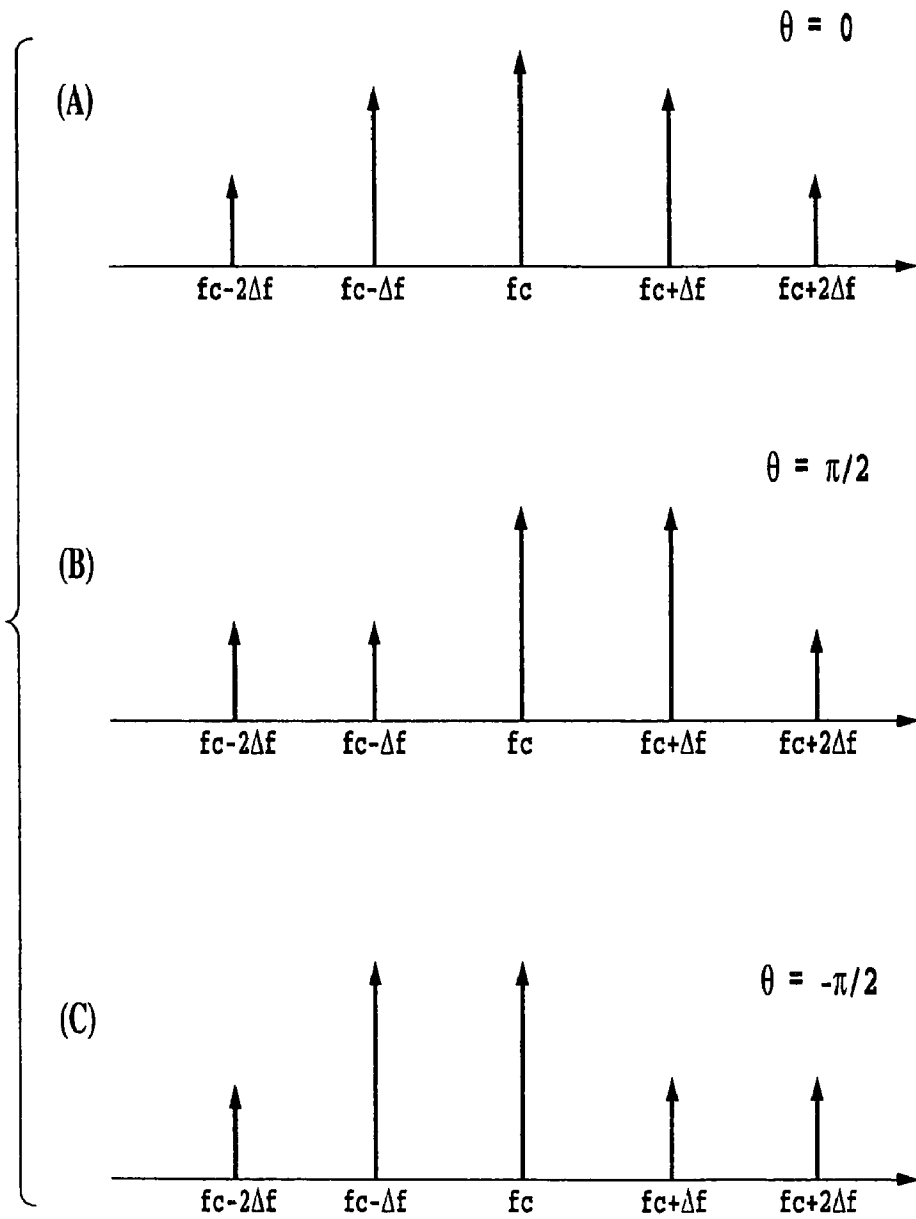 θ = 0
(A)
fc-2Δf fc-Δf fc fc+Δf fc+2Δf
θ = π/2
(B)
fc-2Δf fc-Δf fc fc+Δf fc+2Δf
θ = -π/2
(C)
fc-2Δf fc-Δf fc fc+Δf fc+2Δf